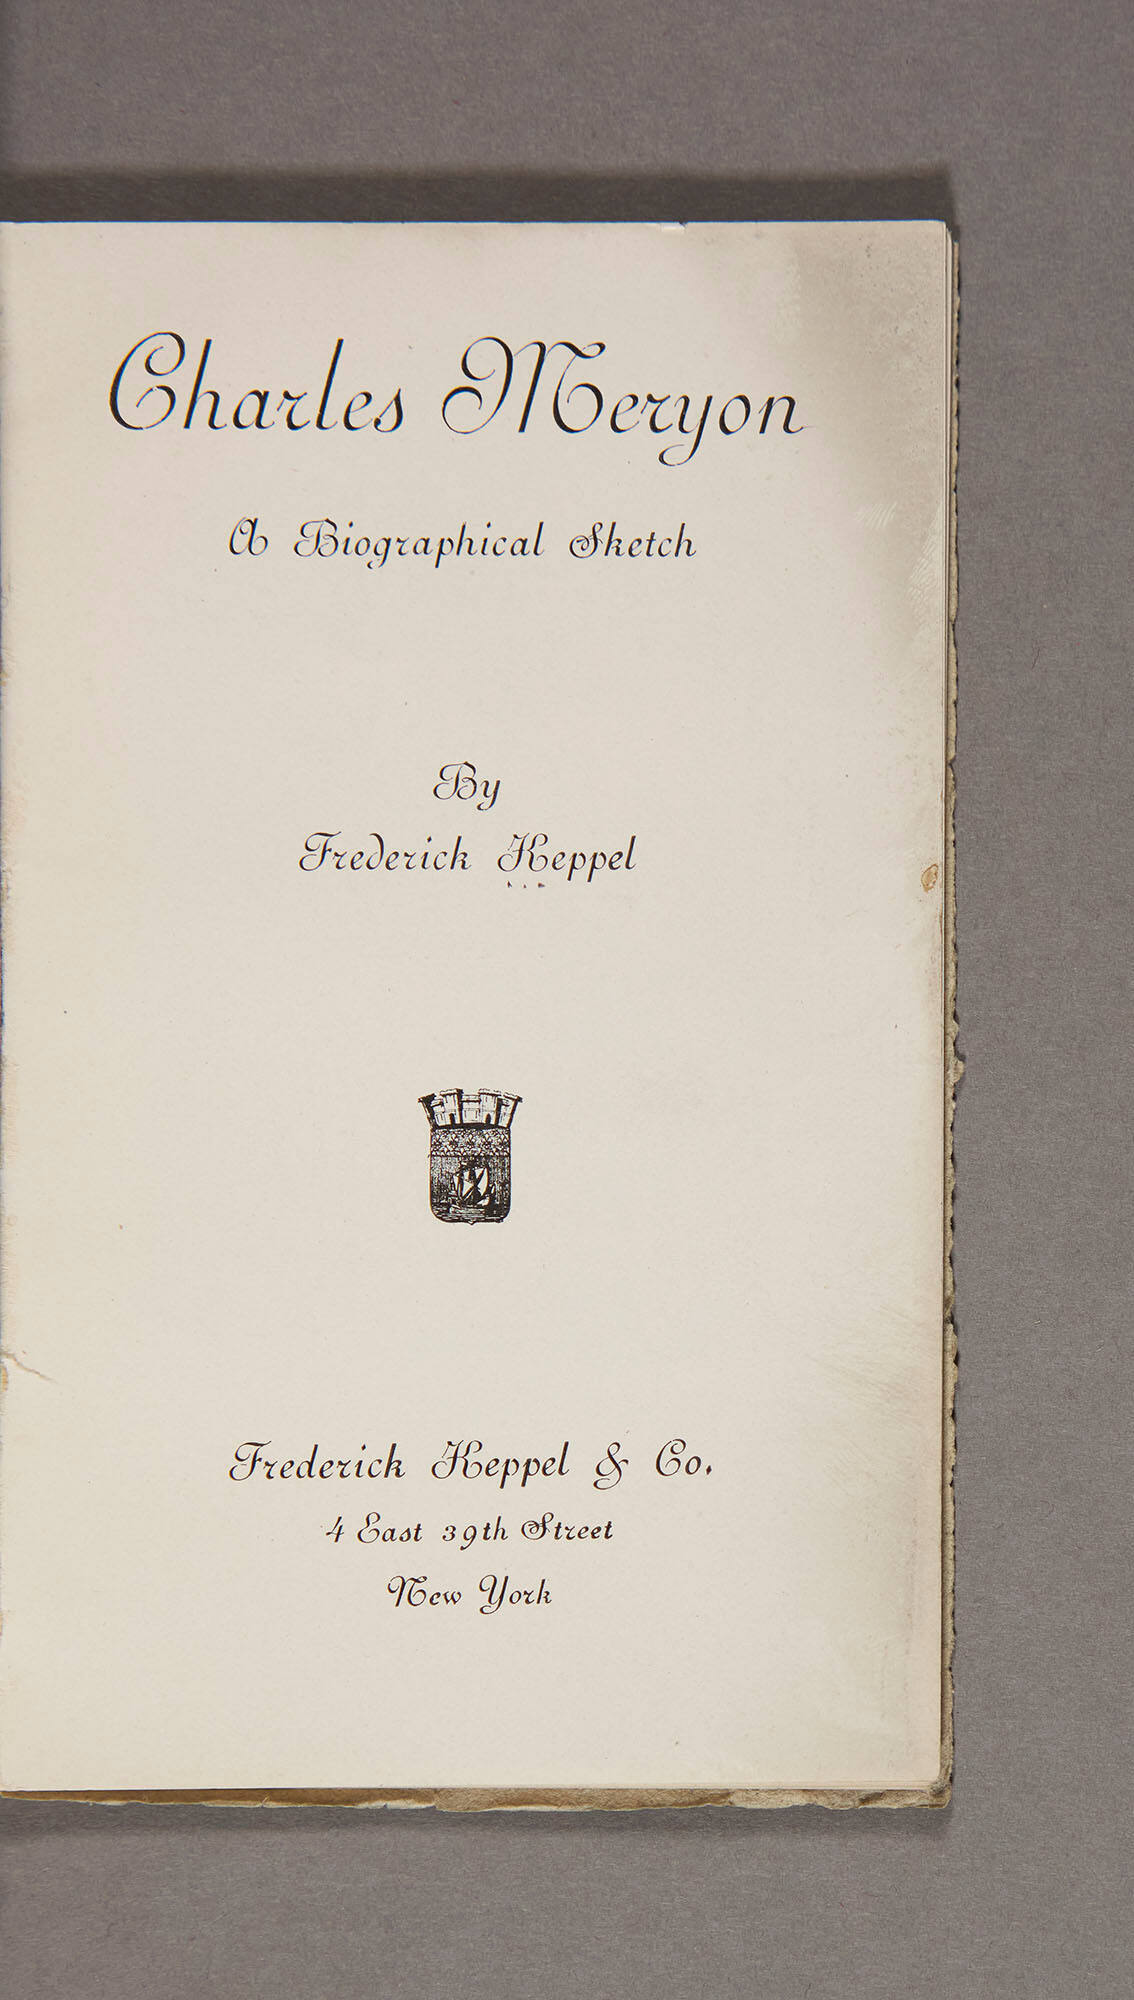 Charles Meryon
A Biographical Sketch
By
Frederick Keppel
Frederick Keppel & Co.
4 East 39th Street
New York